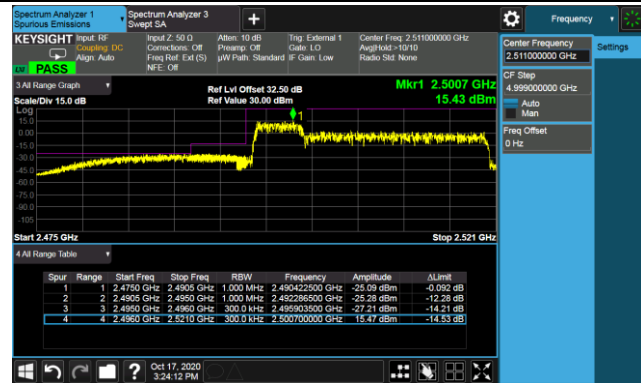 Spectrum Analyzer 1
Spurious Emissions
Spectrum Analyzer 3
Swept SA
+
Frequency
KEYSIGHT Input: RF
Coupling: DC
Align: Auto
Input Z: 50 Ω
Corrections: Off
Freq Ref: Ext (S)
NFE: Off
Atten: 10 dB
Preamp: Off
µW Path: Standard
Trig: External 1
Gate: LO
IF Gain: Low
Center Freq: 2.511000000 GHz
Avg|Hold:>10/10
Radio Std: None
LXI PASS
Center Frequency
2.511000000 GHz
Settings
CF Step
4.999000000 GHz
Auto
Man
Freq Offset
0 Hz
3 All Range Graph
Ref Lvl Offset 32.50 dB
Mkr1 2.5007 GHz
Scale/Div 15.0 dB
Ref Value 30.00 dBm
15.43 dBm
Log
15.0
0.00
-15.0
-30.0
-45.0
-60.0
-75.0
-90.0
-105
1
Start 2.475 GHz
Stop 2.521 GHz
4 All Range Table
Spur Range Start Freq Stop Freq RBW Frequency Amplitude ΔLimit
1 1 2.4750 GHz 2.4905 GHz 1.000 MHz 2.490422500 GHz -25.09 dBm -0.092 dB
2 2 2.4905 GHz 2.4950 GHz 1.000 MHz 2.492286500 GHz -25.28 dBm -12.28 dB
3 3 2.4950 GHz 2.4960 GHz 300.0 kHz 2.495903500 GHz -27.21 dBm -14.21 dB
4 4 2.4960 GHz 2.5210 GHz 300.0 kHz 2.500700000 GHz 15.47 dBm -14.53 dB
?
Oct 17, 2020
3:24:12 PM